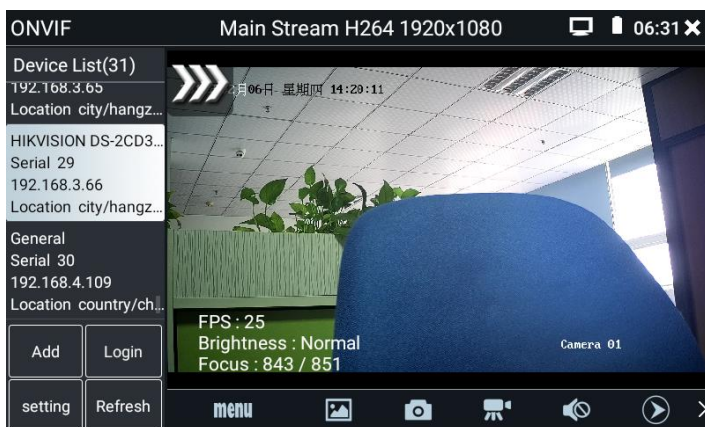 ONVIF
Main Stream H264 1920x1080
06:31
Device List(31)
192.168.3.65
Location city/hangz...
HIKVISION DS-2CD3...
Serial 29
192.168.3.66
Location city/hangz...
General
Serial 30
192.168.4.109
Location country/ch...
Add
Login
setting
Refresh
月06日 星期四 14:20:11
FPS : 25
Brightness : Normal
Focus : 843 / 851
Camera 01
menu